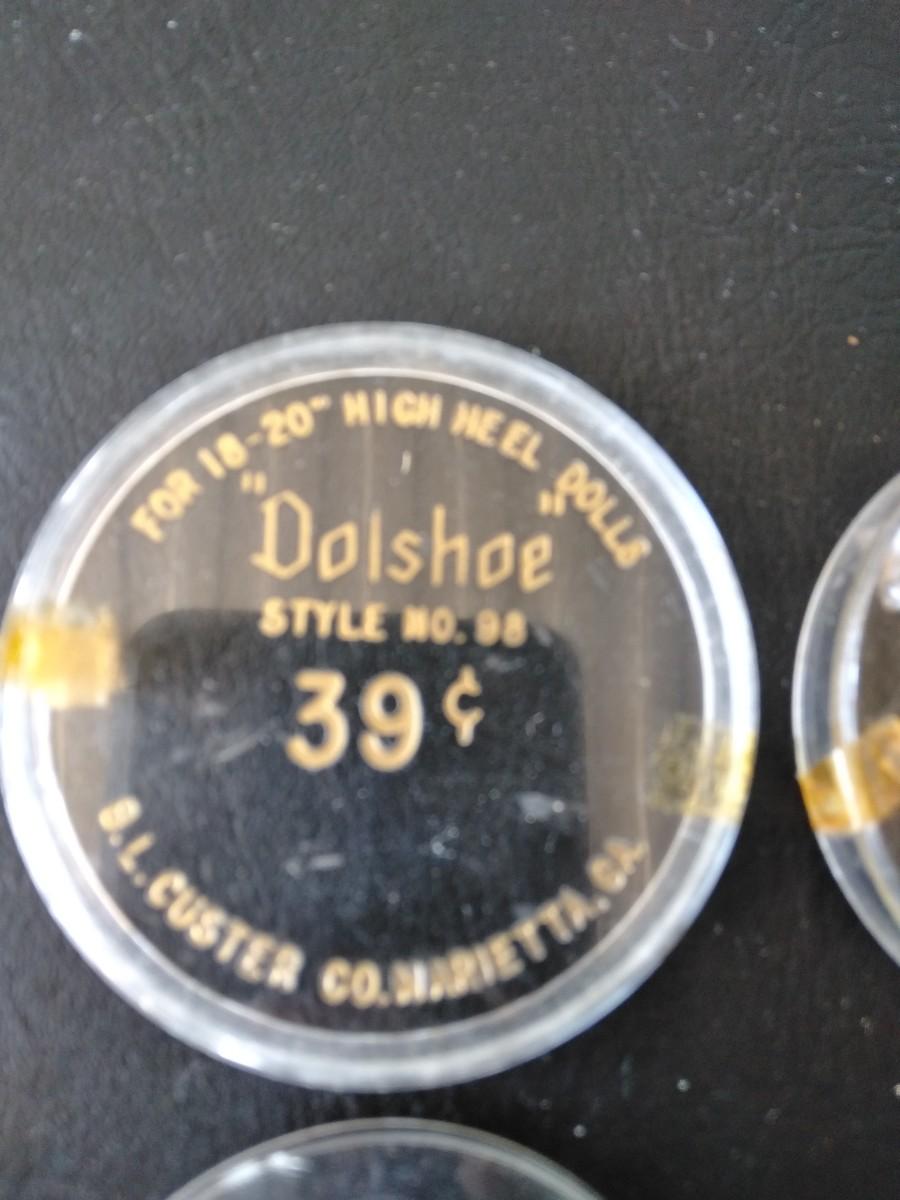 FOR 18-20" HIGH HEEL DOLLS
"Dolshoe"
STYLE NO. 98
39¢
S.L. CUSTER CO. MARIETTA, GA.